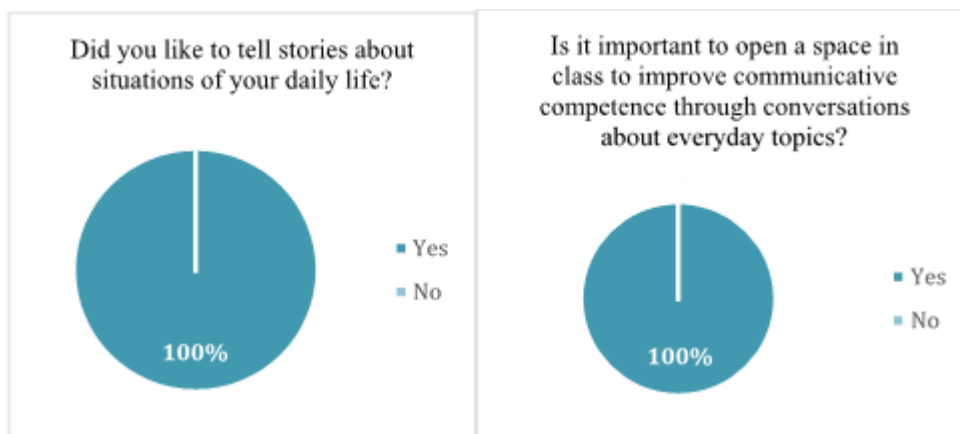 Did you like to tell stories about
situations of your daily life?
Yes
No
100%
Is it important to open a space in
class to improve communicative
competence through conversations
about everyday topics?
Yes
No
100%